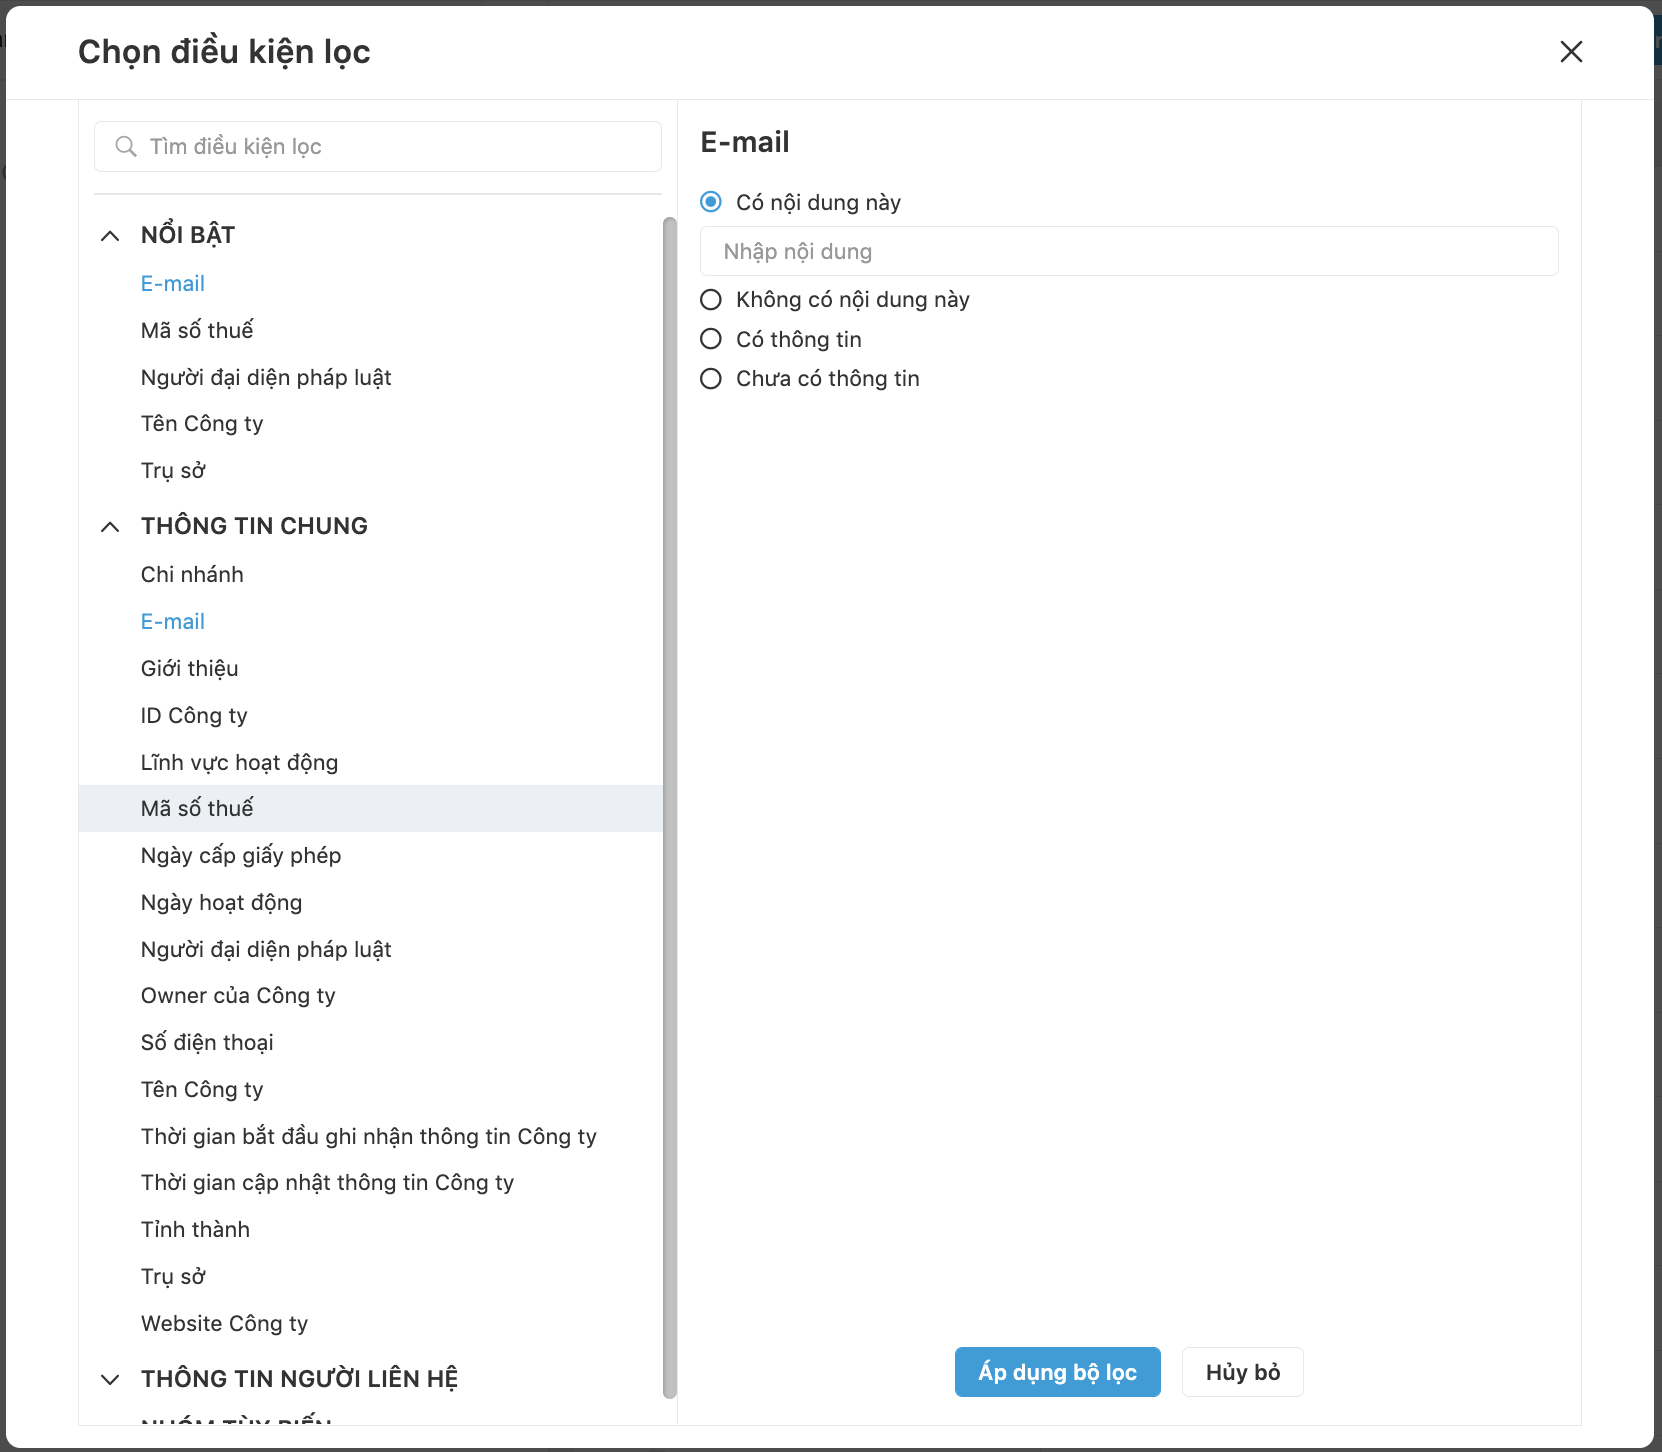 Chọn điều kiện lọc
Tìm điều kiện lọc
NỔI BẬT
E-mail
Mã số thuế
Người đại diện pháp luật
Tên Công ty
Trụ sở
THÔNG TIN CHUNG
Chi nhánh
E-mail
Giới thiệu
ID Công ty
Lĩnh vực hoạt động
Mã số thuế
Ngày cấp giấy phép
Ngày hoạt động
Người đại diện pháp luật
Owner của Công ty
Số điện thoại
Tên Công ty
Thời gian bắt đầu ghi nhận thông tin Công ty
Thời gian cập nhật thông tin Công ty
Tỉnh thành
Trụ sở
Website Công ty
THÔNG TIN NGƯỜI LIÊN HỆ
NHÓM TÙY BIẾN
E-mail
Có nội dung này
Nhập nội dung
Không có nội dung này
Có thông tin
Chưa có thông tin
Áp dụng bộ lọc
Hủy bỏ